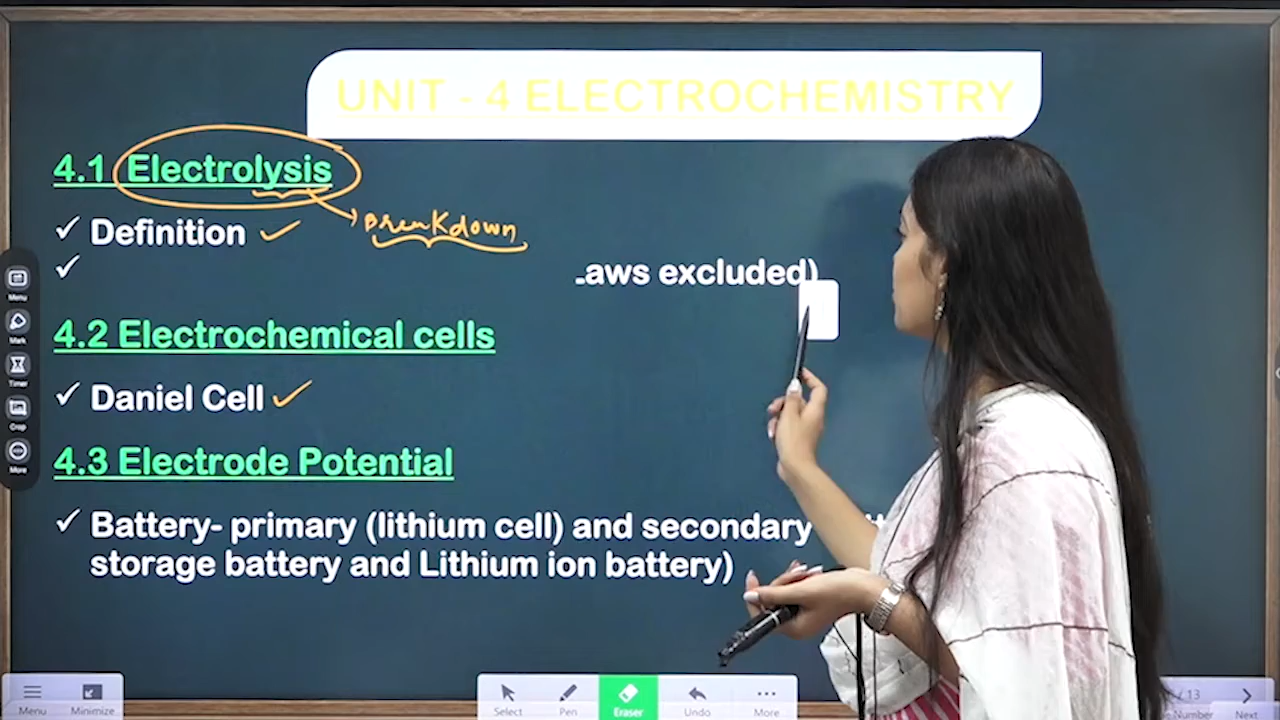 UNIT - 4 ELECTROCHEMISTRY
4.1 Electrolysis
✓ Definition ✓
Breakdown
✓ aws excluded)
4.2 Electrochemical cells
✓ Daniel Cell ✓
4.3 Electrode Potential
✓ Battery- primary (lithium cell) and secondary
storage battery and Lithium ion battery)
Menu
Mark
Timer
Crop
More
Menu
Minimize
Select
Pen
Eraser
Undo
More
/ 13
Number
Next